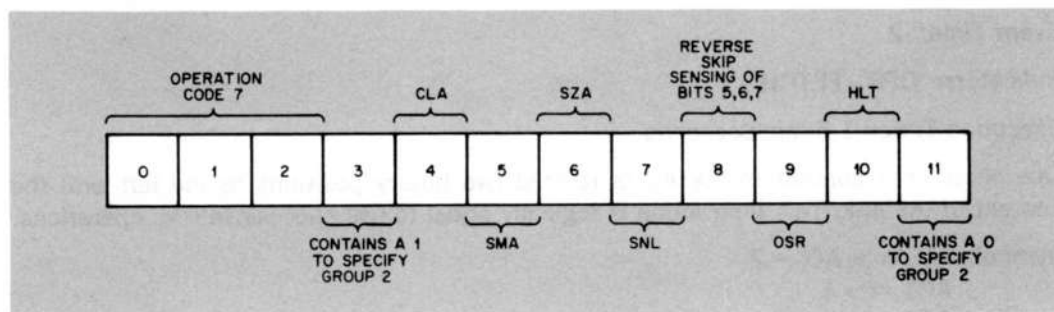 OPERATION
CODE 7
CLA
SZA
REVERSE
SKIP
SENSING OF
BITS 5,6,7
HLT
0 1 2 3 4 5 6 7 8 9 10 11
CONTAINS A 1
TO SPECIFY
GROUP 2
SMA
SNL
OSR
CONTAINS A 0
TO SPECIFY
GROUP 2